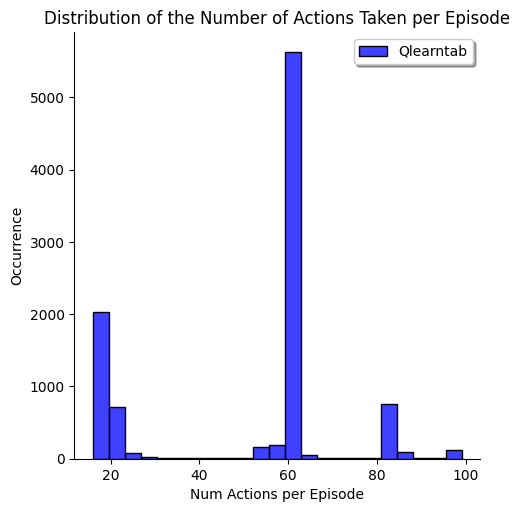 Distribution of the Number of Actions Taken per Episode
Qlearntab
5000
4000
3000
2000
1000
0
Occurrence
20 40 60 80 100
Num Actions per Episode